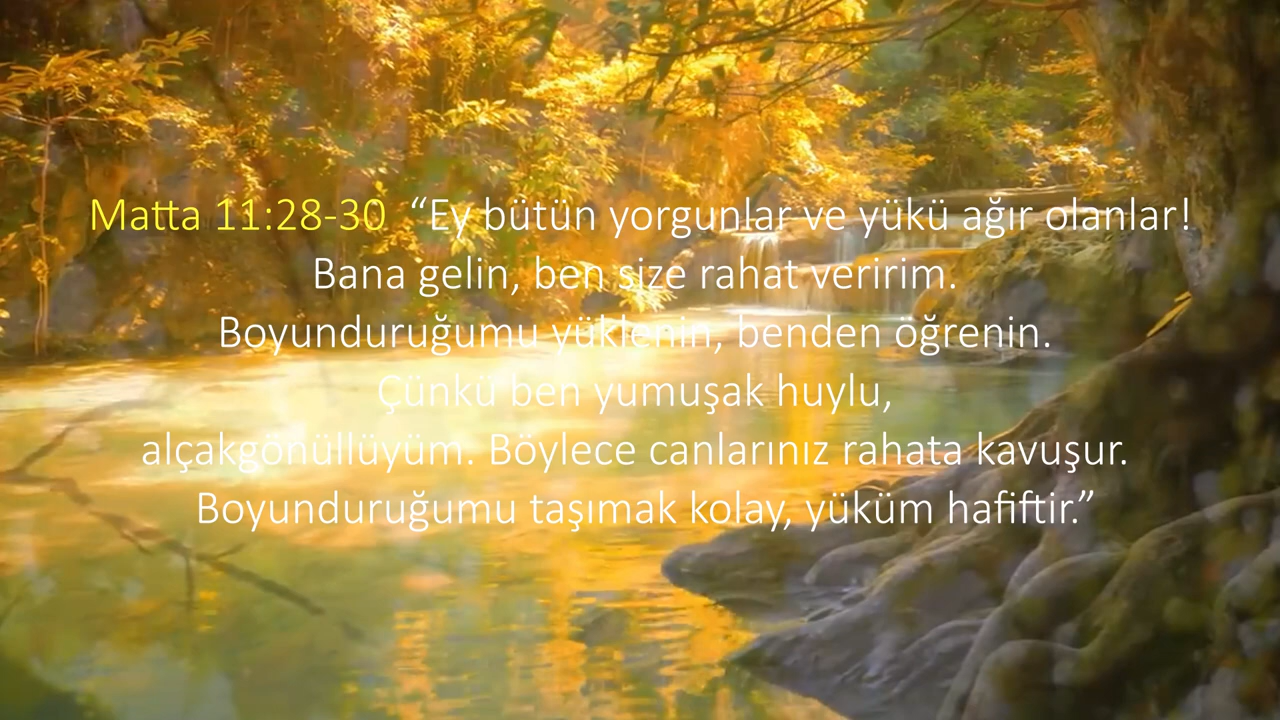 Matta 11:28-30 “Ey bütün yorgunlar ve yükü ağır olanlar!
Bana gelin, ben size rahat veririm.
Boyunduruğumu yüklenin, benden öğrenin.
Çünkü ben yumuşak huylu,
alçakgönüllüyüm. Böylece canlarınız rahata kavuşur.
Boyunduruğumu taşımak kolay, yüküm hafiftir.”